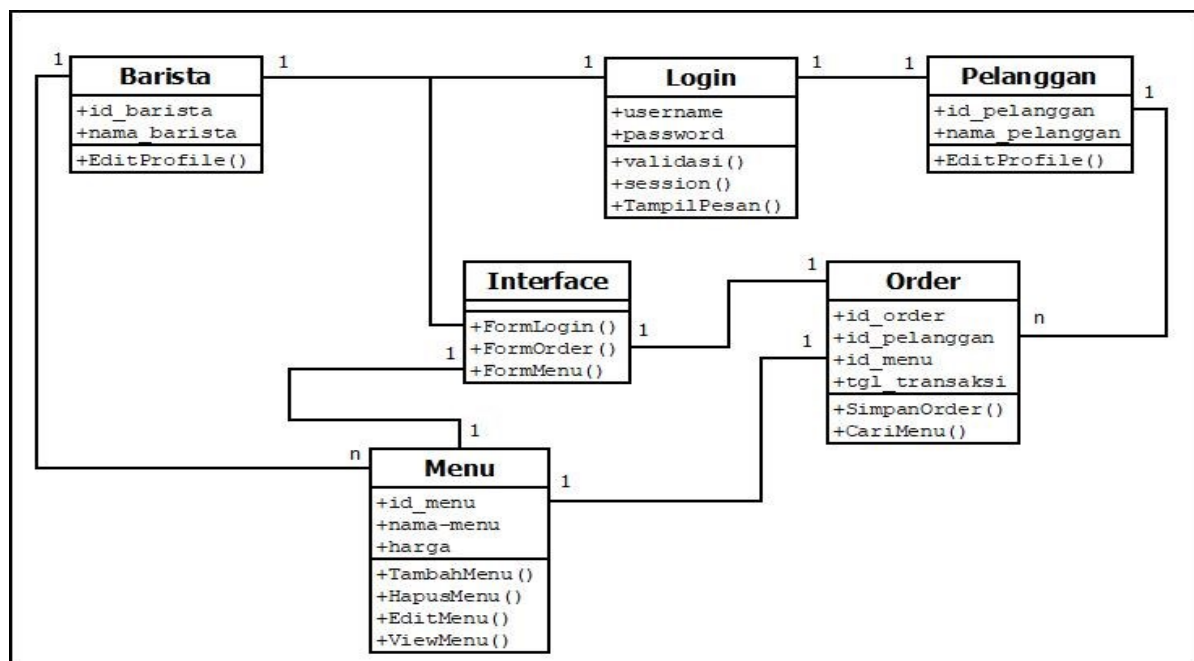 1
Barista
+id_barista
+nama_barista
+EditProfile()
1
1
Login
+username
+password
+validasi()
+session()
+TampilPesan()
1
1
Pelanggan
+id_pelanggan
+nama_pelanggan
+EditProfile()
1
Interface
+FormLogin()
+FormOrder()
+FormMenu()
1
1
1
Order
+id_order
+id_pelanggan
+id_menu
+tgl_transaksi
+SimpanOrder()
+CariMenu()
1
n
n
1
Menu
+id_menu
+nama-menu
+harga
+TambahMenu()
+HapusMenu()
+EditMenu()
+ViewMenu()
1